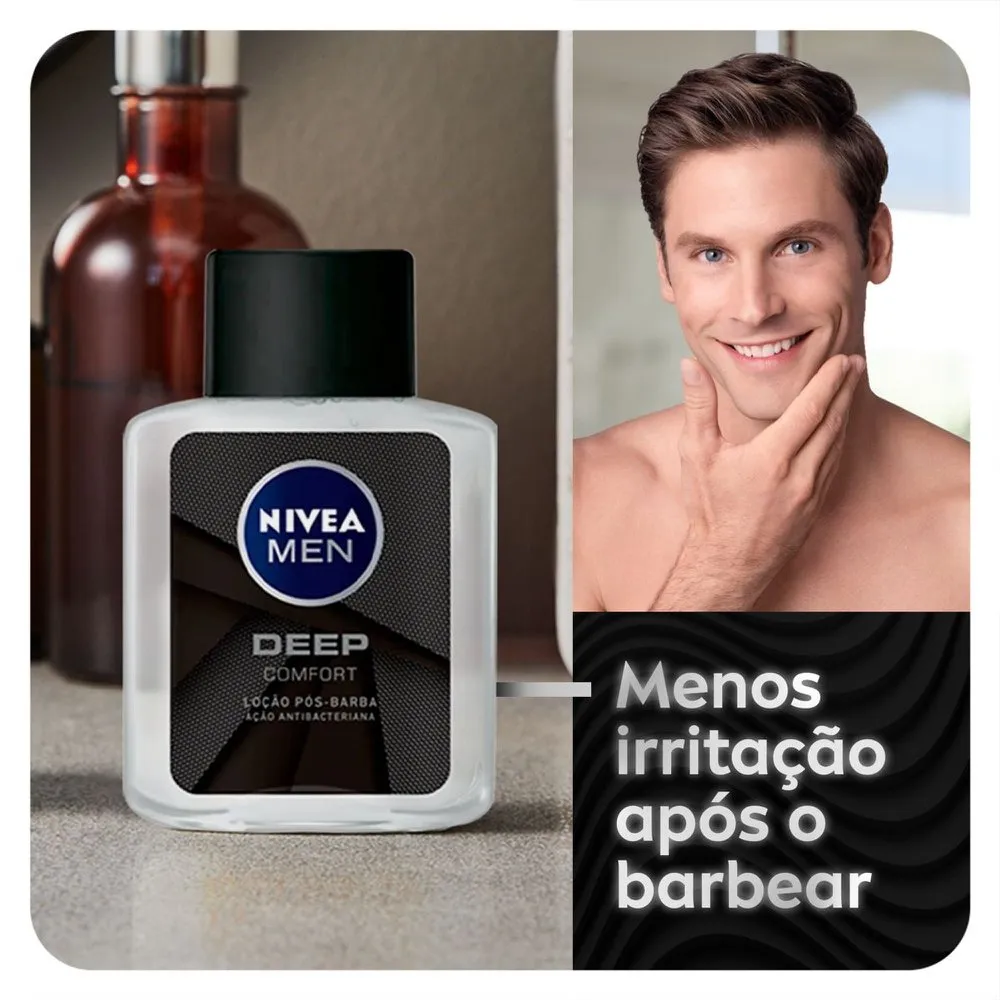 NIVEA
MEN
DEEP
COMFORT
LOÇÃO PÓS-BARBA
AÇÃO ANTIBACTERIANA
Menos
irritação
após o
barbear